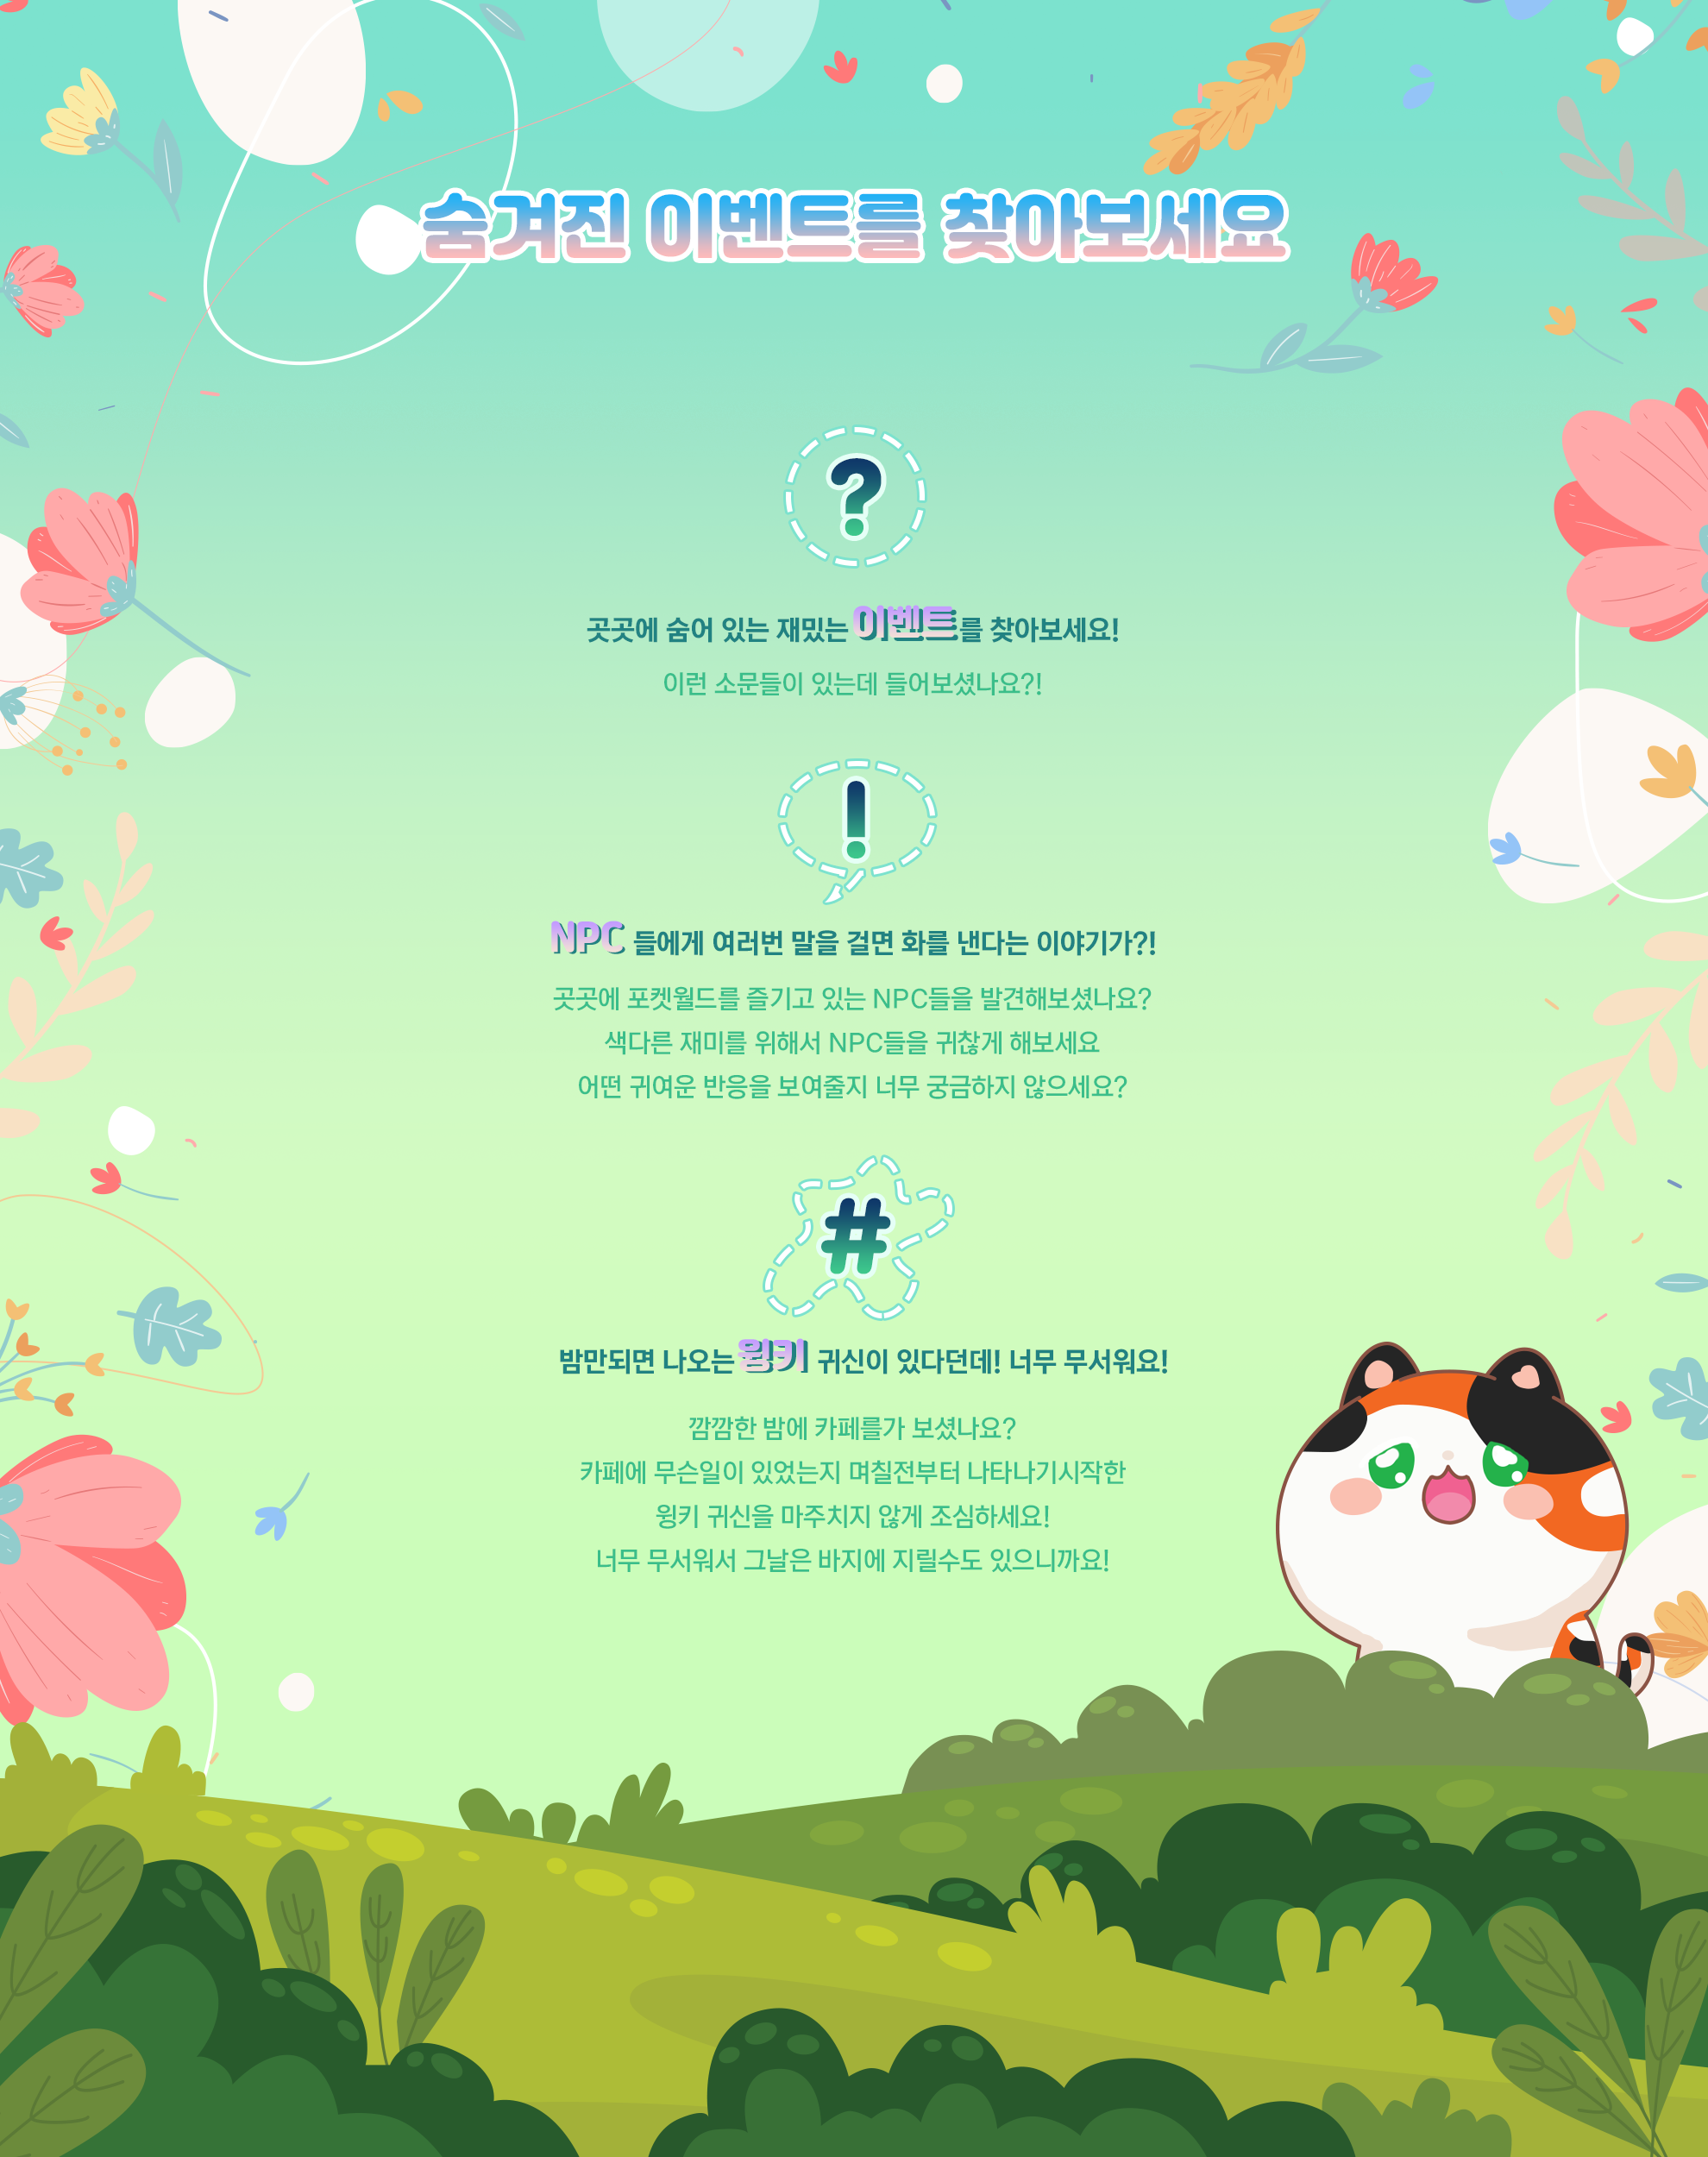 숨겨진 이벤트를 찾아보세요
?
곳곳에 숨어 있는 재밌는 이벤트를 찾아보세요!
이런 소문들이 있는데 들어보셨나요?!
!
NPC 들에게 여러번 말을 걸면 화를 낸다는 이야기가?!
곳곳에 포켓월드를 즐기고 있는 NPC들을 발견해보셨나요?
색다른 재미를 위해서 NPC들을 귀찮게 해보세요
어떤 귀여운 반응을 보여줄지 너무 궁금하지 않으세요?
#
밤만되면 나오는 윙키 귀신이 있다던데! 너무 무서워요!
깜깜한 밤에 카페를가 보셨나요?
카페에 무슨일이 있었는지 며칠전부터 나타나기시작한
윙키 귀신을 마주치지 않게 조심하세요!
너무 무서워서 그날은 바지에 지릴수도 있으니까요!